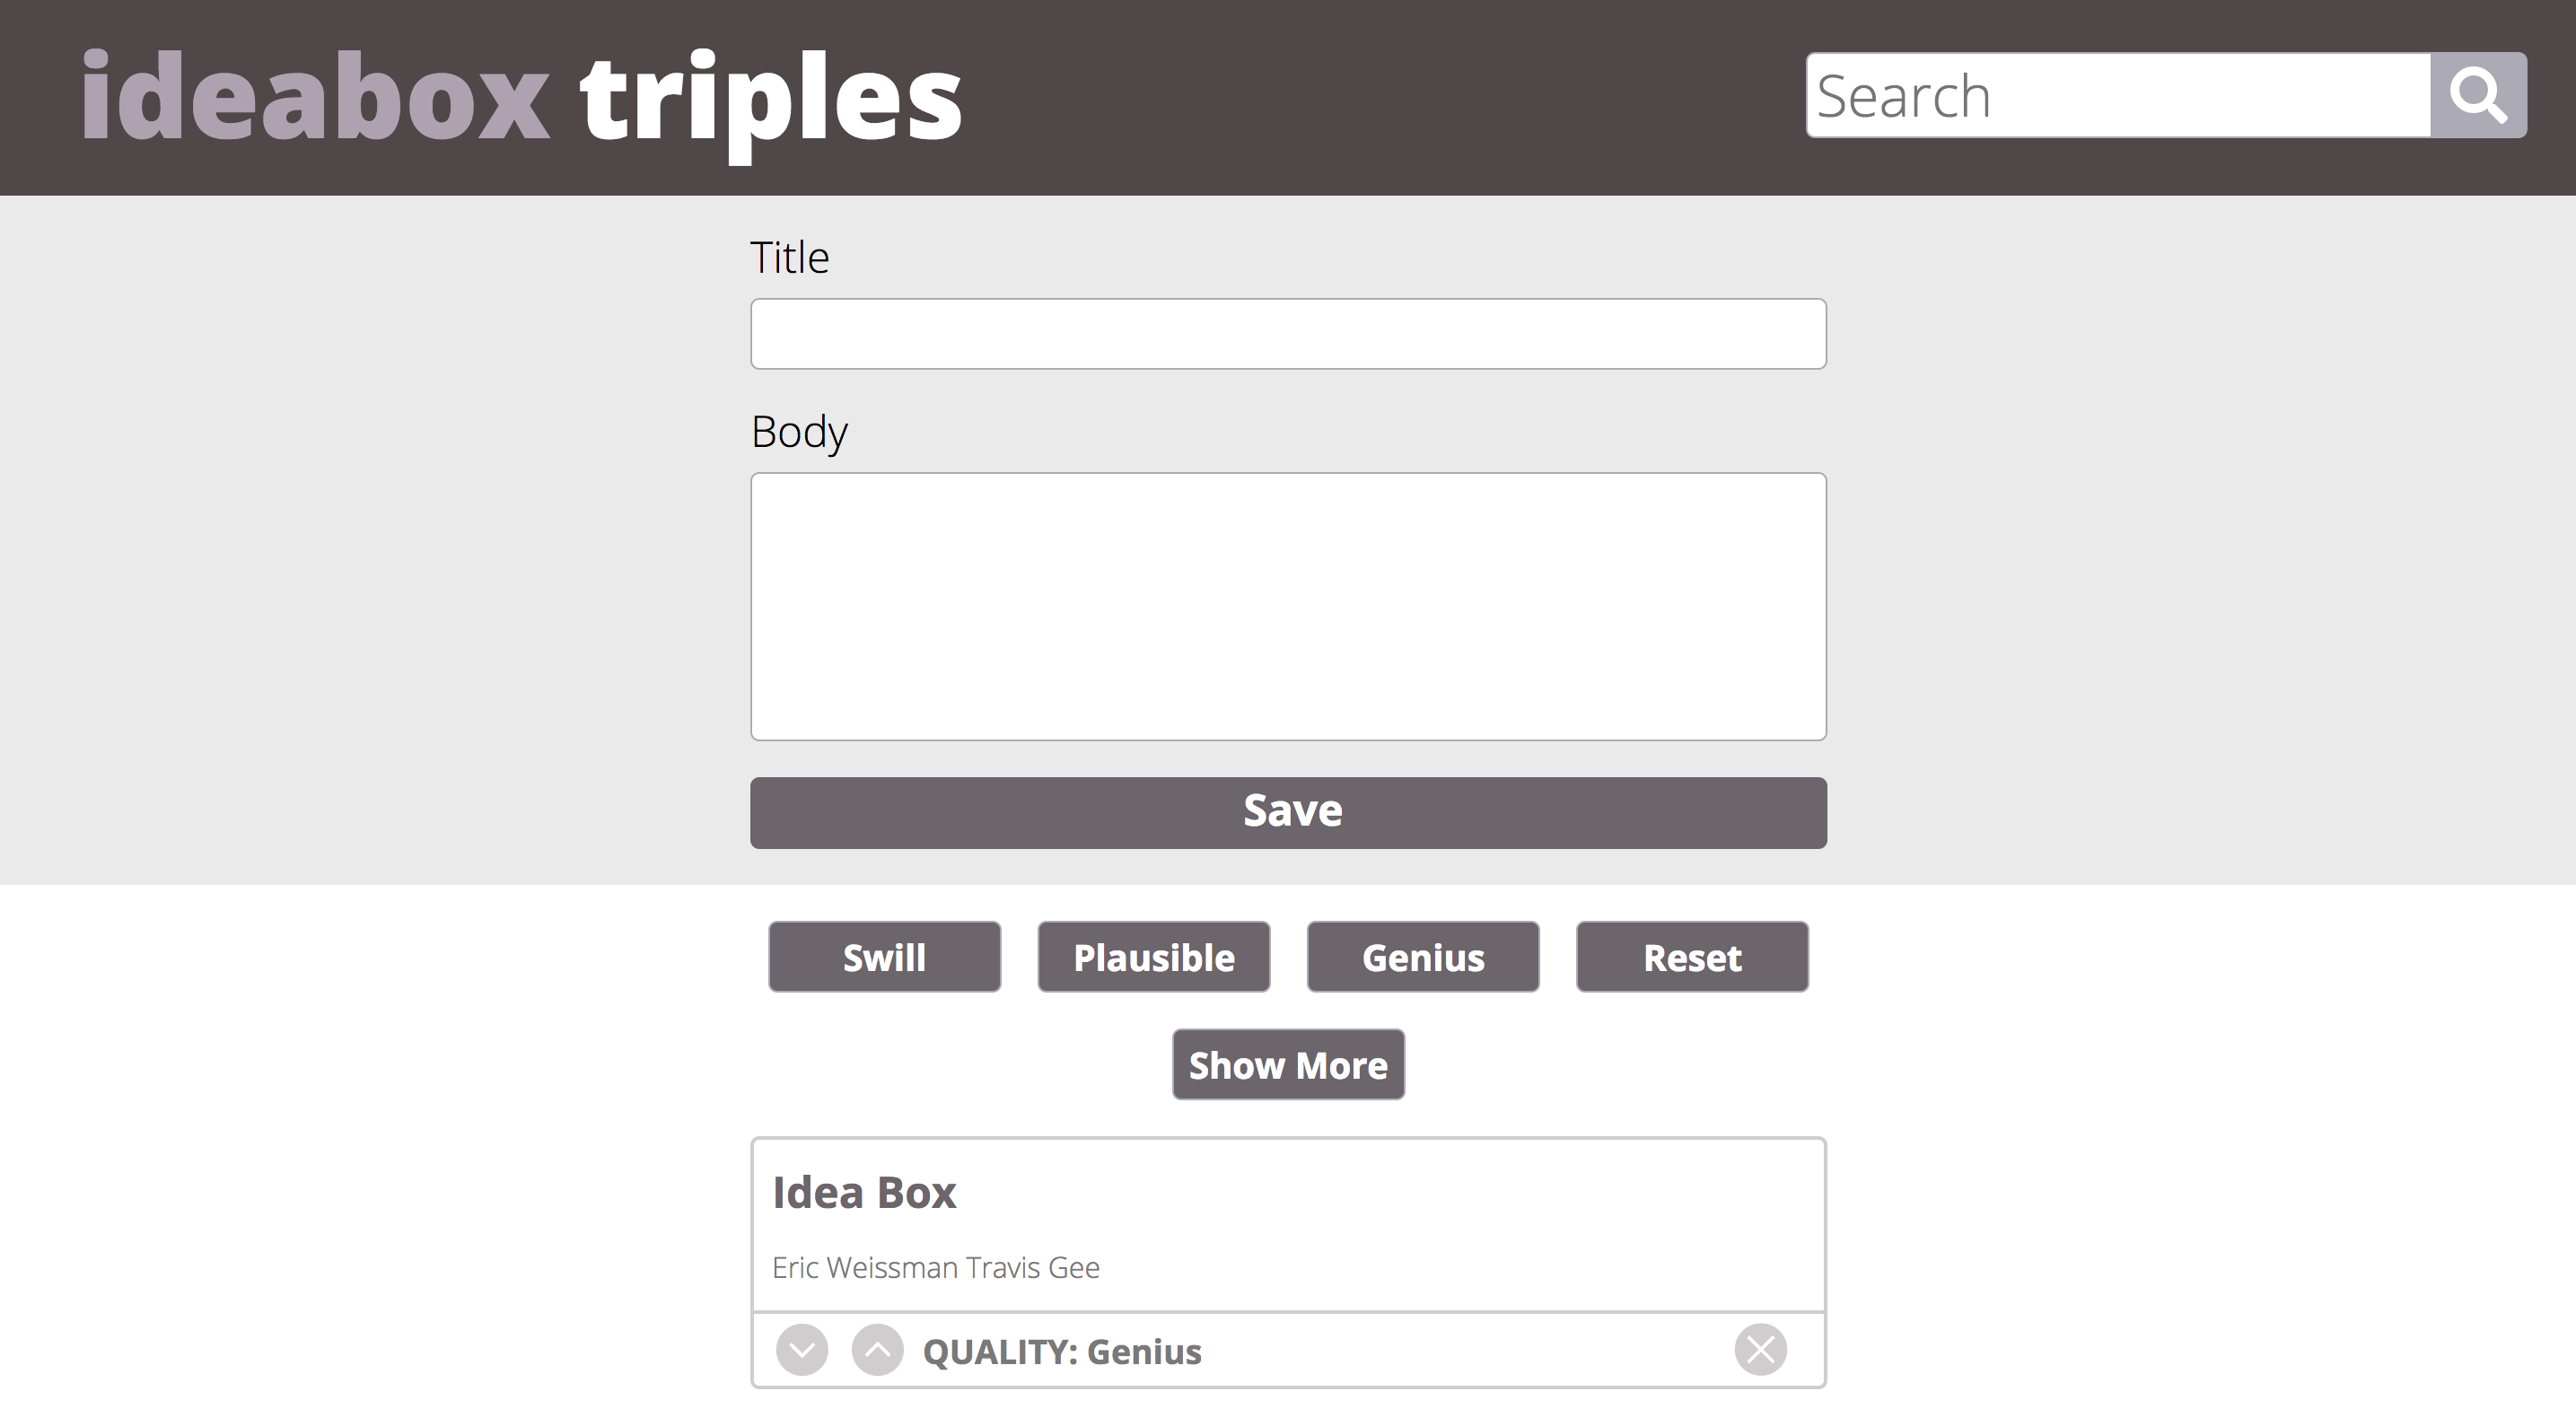 ideabox triples
Search
Title
Body
Save
Swill Plausible Genius Reset
Show More
Idea Box
Eric Weissman Travis Gee
QUALITY: Genius